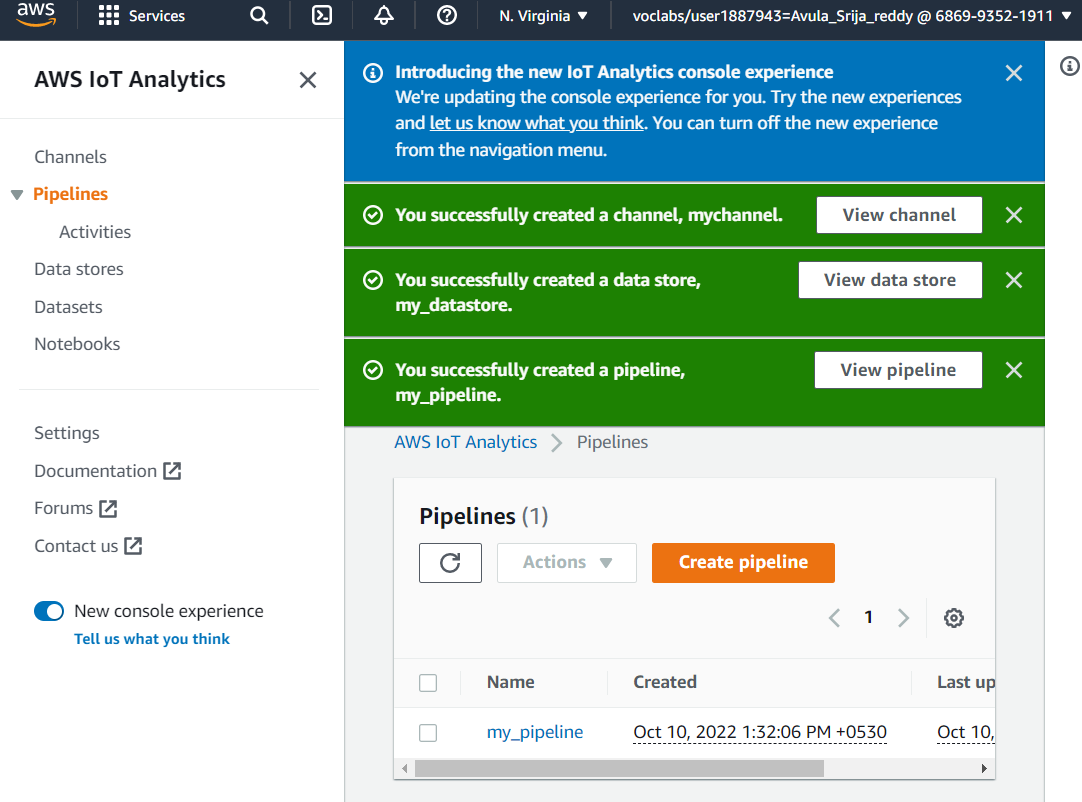 aws
Services
N. Virginia ▼
voclabs/user1887943=Avula_Srija_reddy @ 6869-9352-1911 ▼
AWS IoT Analytics
Channels
Pipelines
Activities
Data stores
Datasets
Notebooks
Settings
Documentation
Forums
Contact us
New console experience
Tell us what you think
Introducing the new IoT Analytics console experience
We're updating the console experience for you. Try the new experiences
and let us know what you think. You can turn off the new experience
from the navigation menu.
You successfully created a channel, mychannel.
View channel
You successfully created a data store,
my_datastore.
View data store
You successfully created a pipeline,
my_pipeline.
View pipeline
AWS IoT Analytics > Pipelines
Pipelines (1)
Actions ▼
Create pipeline
1
Name Created Last up
my_pipeline Oct 10, 2022 1:32:06 PM +0530 Oct 10,